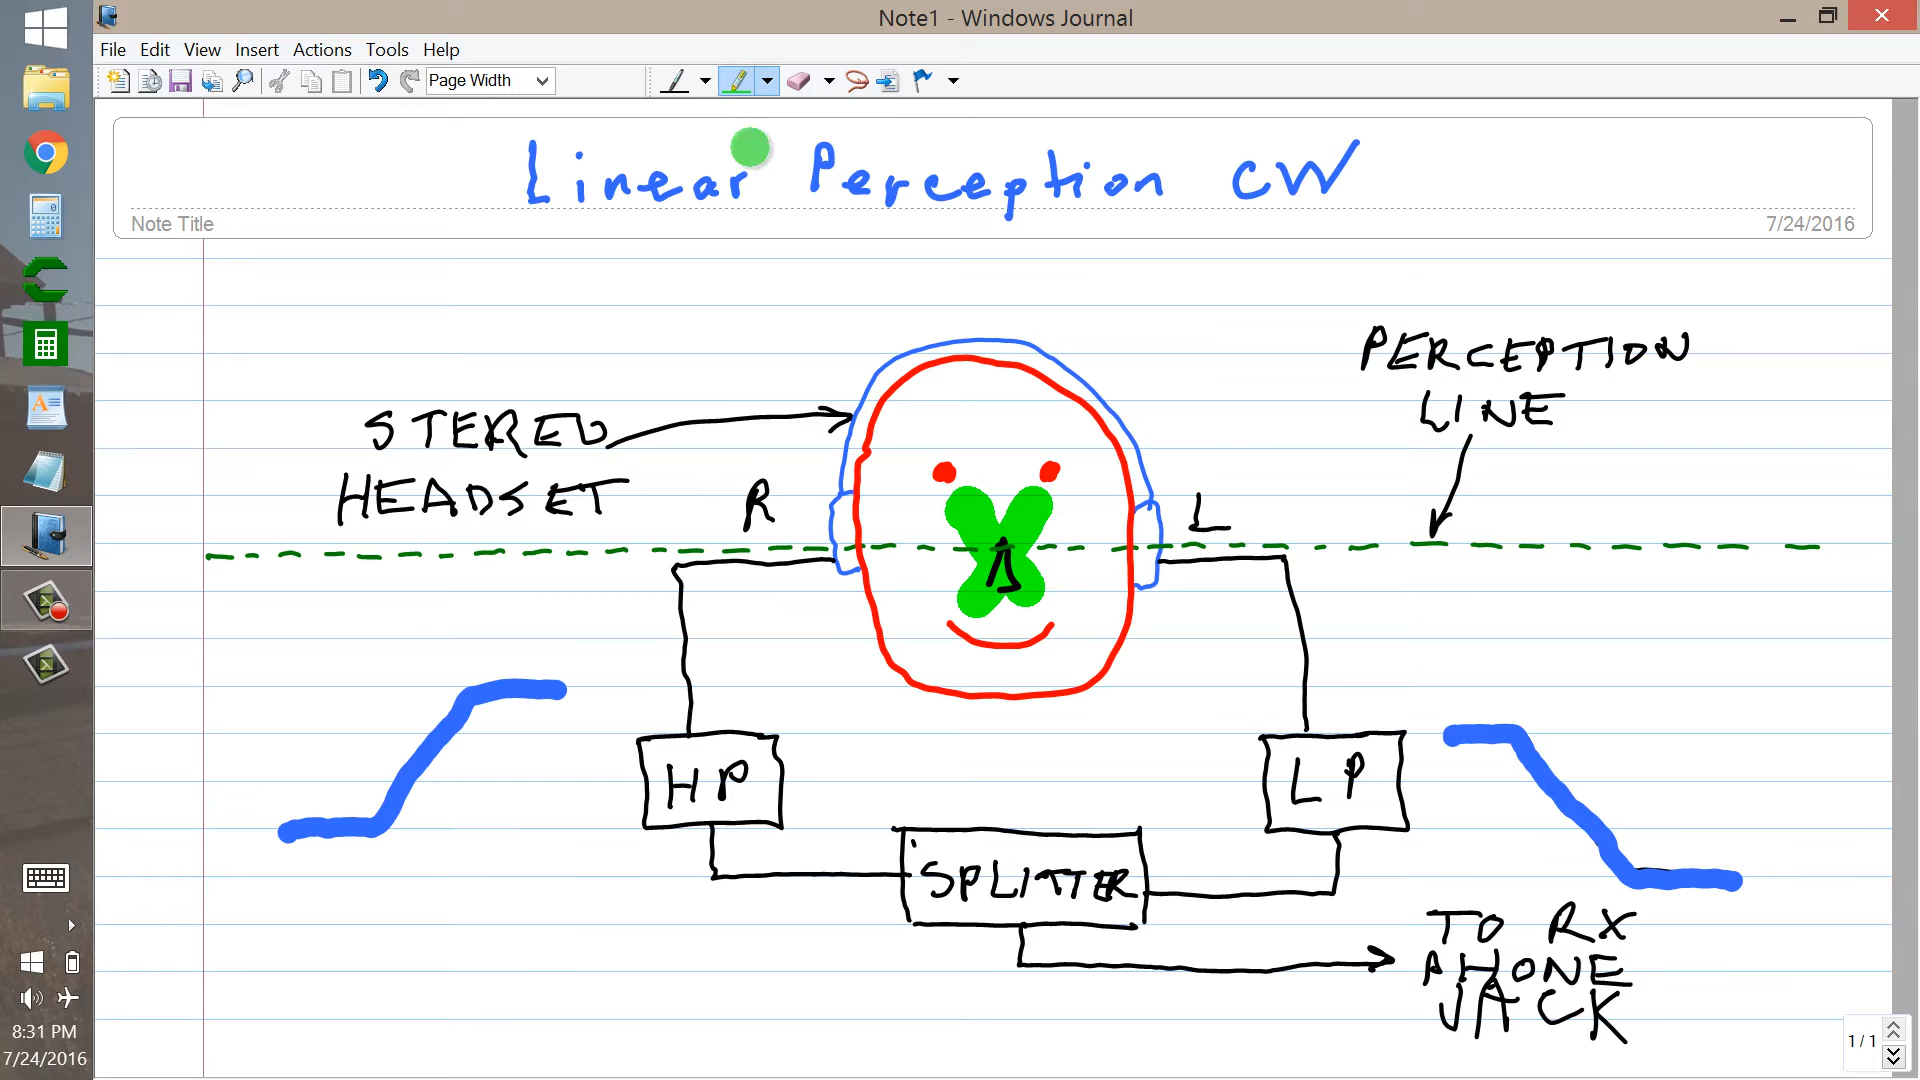 Note1 - Windows Journal
File Edit View Insert Actions Tools Help
Page Width
Linear Perception CW
Note Title
7/24/2016
PERCEPTION
LINE
STEREO
HEADSET
R
L
HP
LP
SPLITTER
TO RX
PHONE
JACK
1 / 1
8:31 PM
7/24/2016